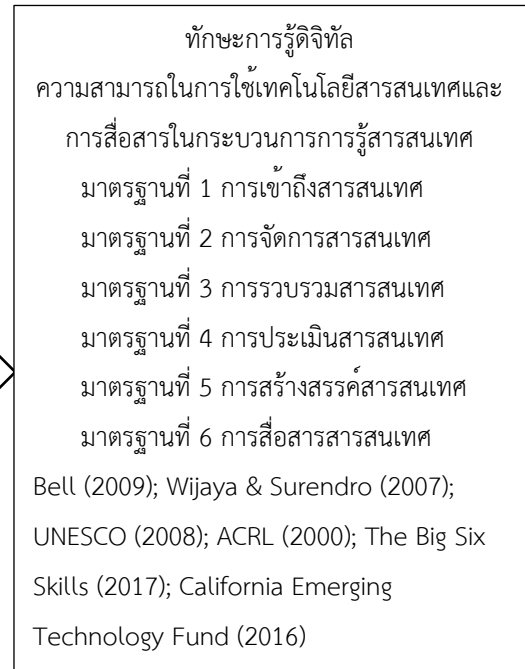 ทักษะการรู้ดิจิทัล
ความสามารถในการใช้เทคโนโลยีสารสนเทศและ
การสื่อสารในกระบวนการการรู้สารสนเทศ
มาตรฐานที่ 1 การเข้าถึงสารสนเทศ
มาตรฐานที่ 2 การจัดการสารสนเทศ
มาตรฐานที่ 3 การรวบรวมสารสนเทศ
มาตรฐานที่ 4 การประเมินสารสนเทศ
มาตรฐานที่ 5 การสร้างสรรค์สารสนเทศ
มาตรฐานที่ 6 การสื่อสารสารสนเทศ
Bell (2009); Wijaya & Surendro (2007);
UNESCO (2008); ACRL (2000); The Big Six
Skills (2017); California Emerging
Technology Fund (2016)